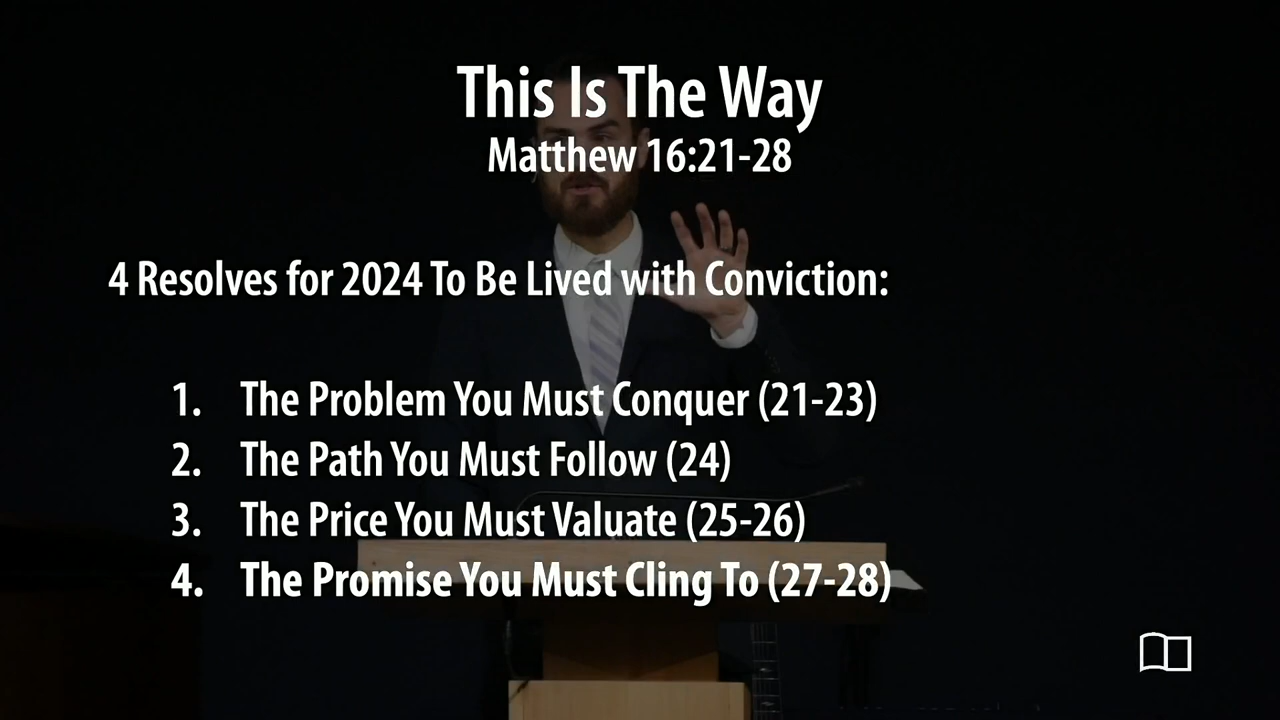 This Is The Way
Matthew 16:21-28
4 Resolves for 2024 To Be Lived with Conviction:
1. The Problem You Must Conquer (21-23)
2. The Path You Must Follow (24)
3. The Price You Must Valuate (25-26)
4. The Promise You Must Cling To (27-28)